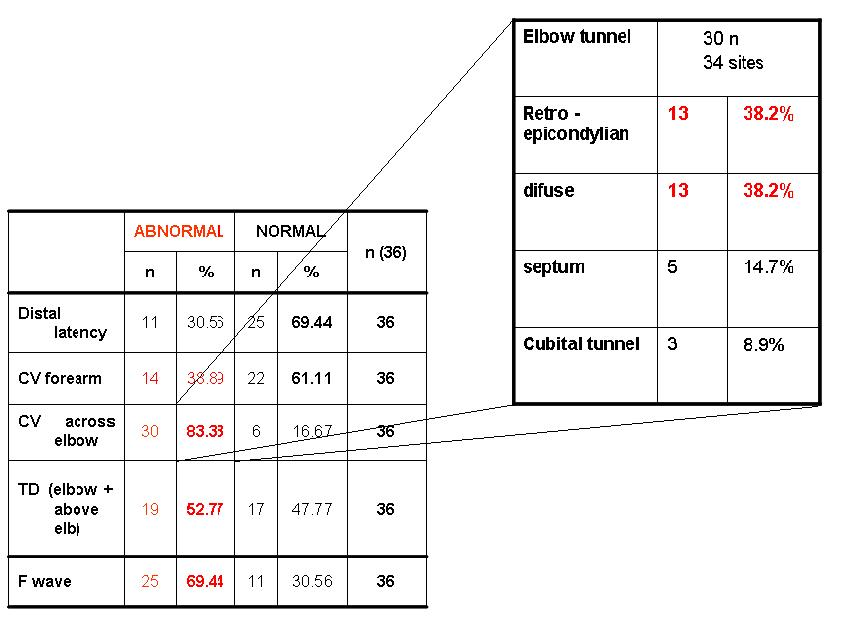 Elbow tunnel 30 n
34 sites
Retro -
epicondylian 13 38.2%
difuse 13 38.2%
septum 5 14.7%
Cubital tunnel 3 8.9%
ABNORMAL NORMAL n (36)
n % n %
Distal
latency 11 30.56 25 69.44 36
CV forearm 14 38.89 22 61.11 36
CV across
elbow 30 83.33 6 16.67 36
TD (elbow +
above
elb) 19 52.77 17 47.77 36
F wave 25 69.44 11 30.56 36